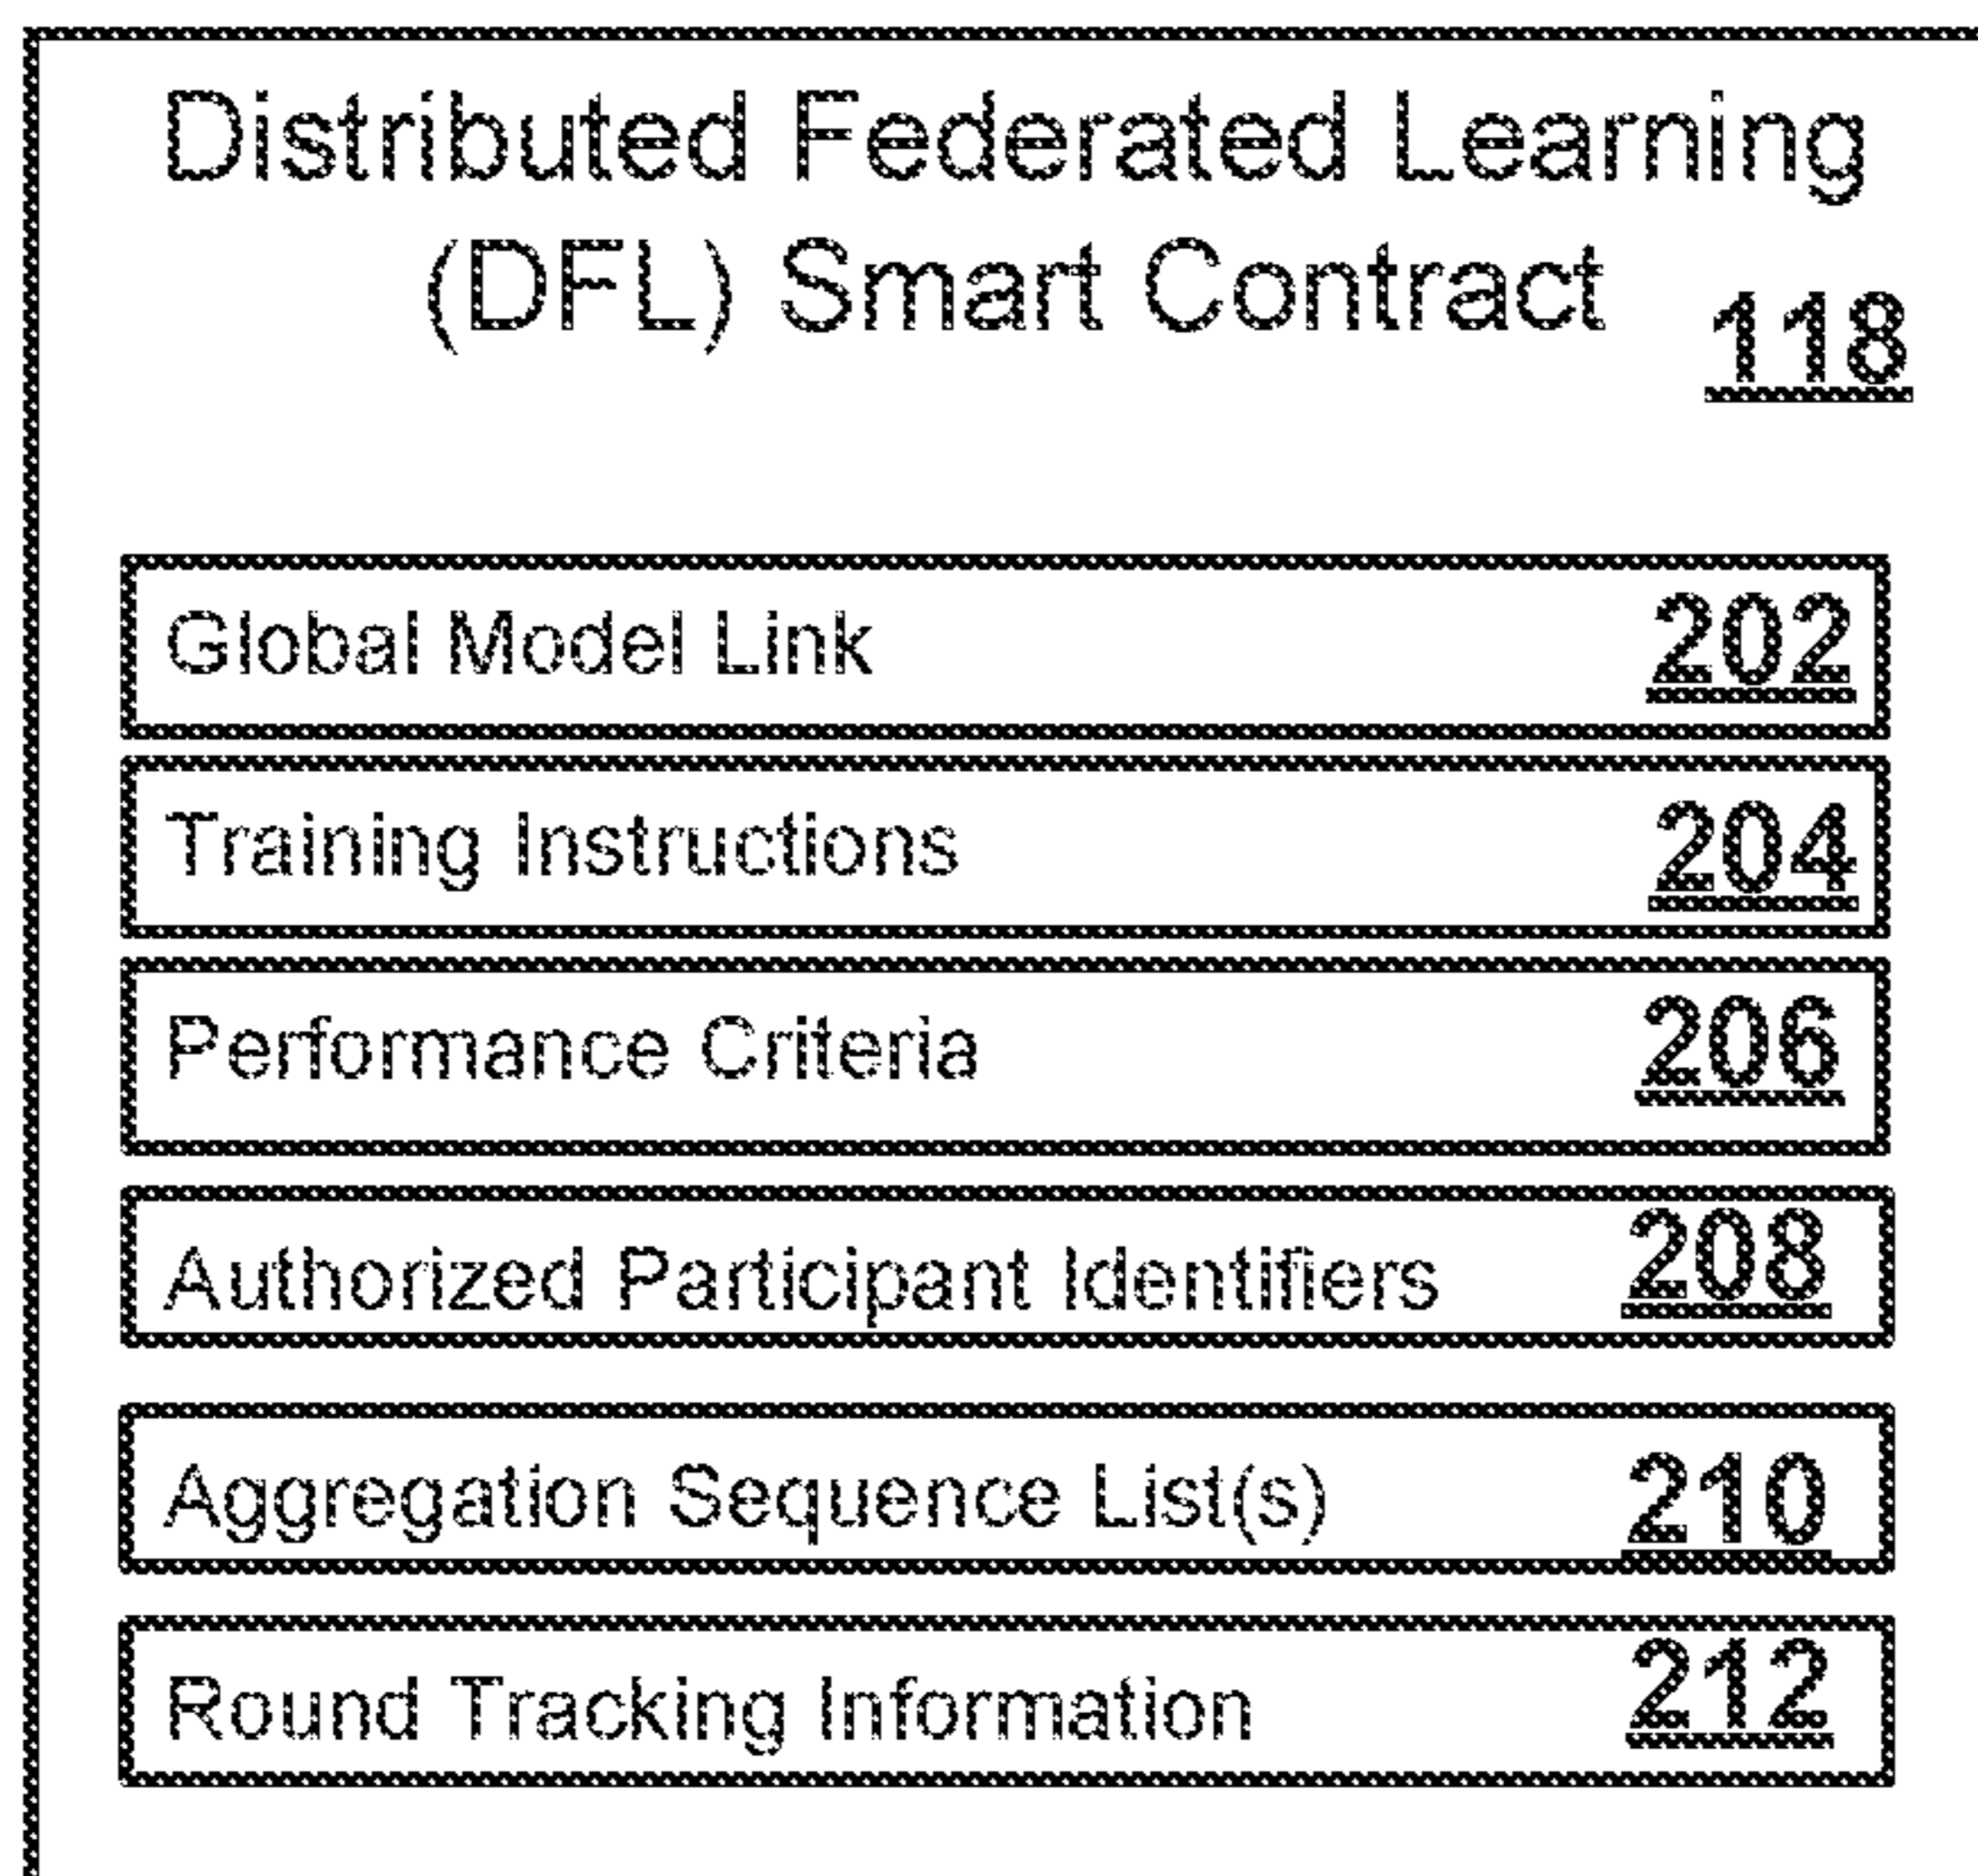 Distributed Federated Learning
(DFL) Smart Contract
118
Global Model Link 202
Training Instructions 204
Performance Criteria 206
Authorized Participant Identifiers 208
Aggregation Sequence List(s) 210
Round Tracking Information 212